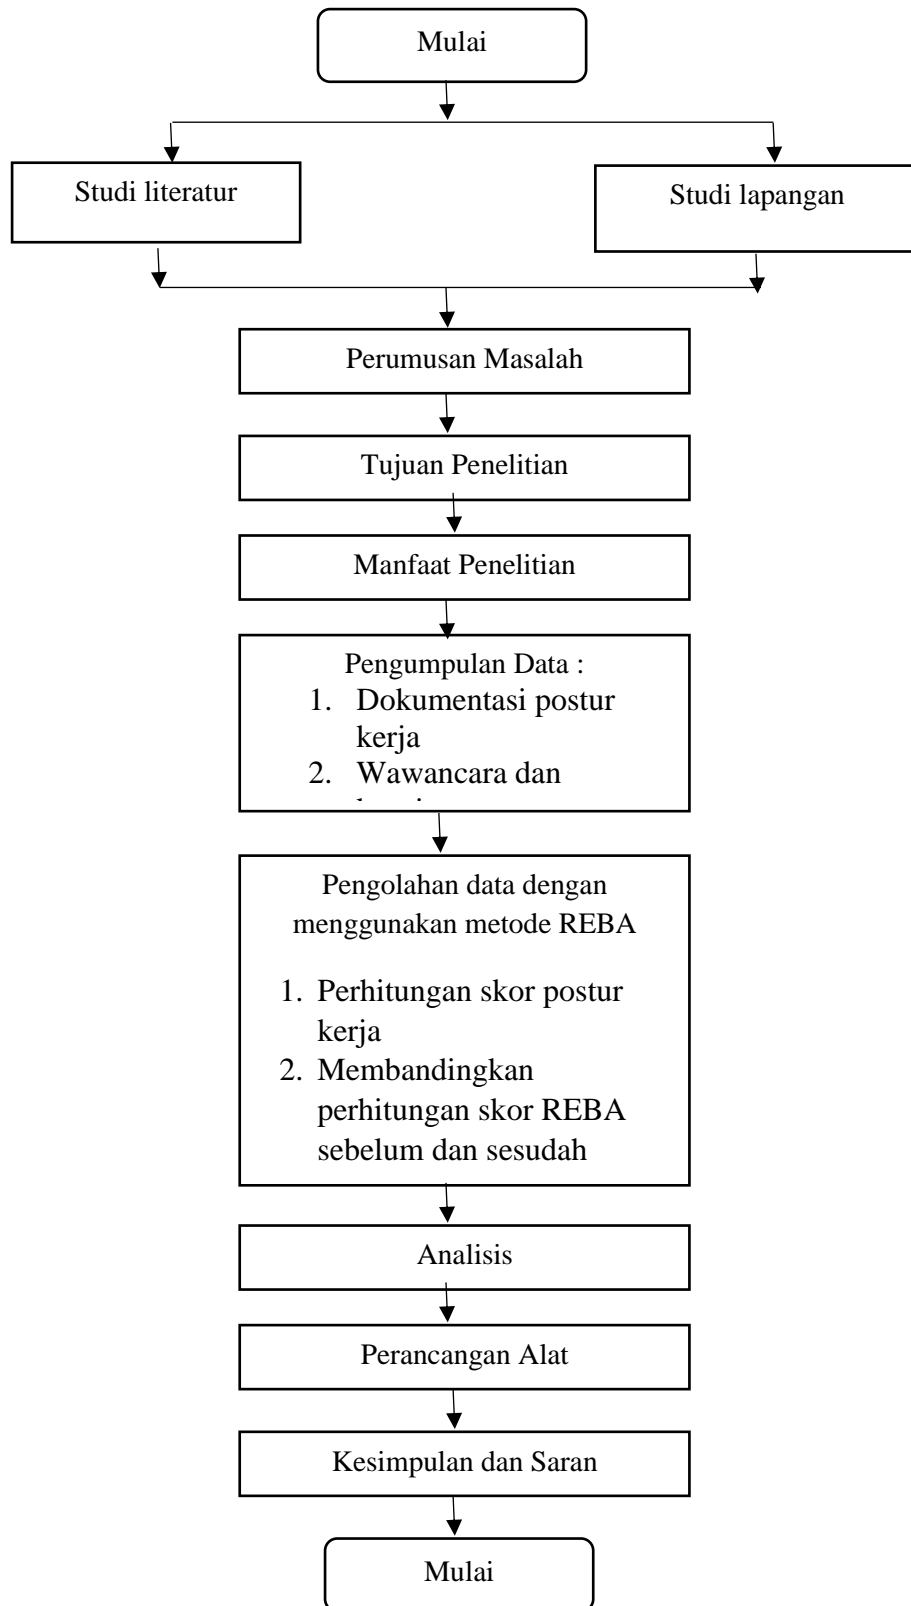 Mulai
Studi literatur
Studi lapangan
Perumusan Masalah
Tujuan Penelitian
Manfaat Penelitian
Pengumpulan Data :
1. Dokumentasi postur
kerja
2. Wawancara dan
Pengolahan data dengan
menggunakan metode REBA
1. Perhitungan skor postur
kerja
2. Membandingkan
perhitungan skor REBA
sebelum dan sesudah
Analisis
Perancangan Alat
Kesimpulan dan Saran
Mulai